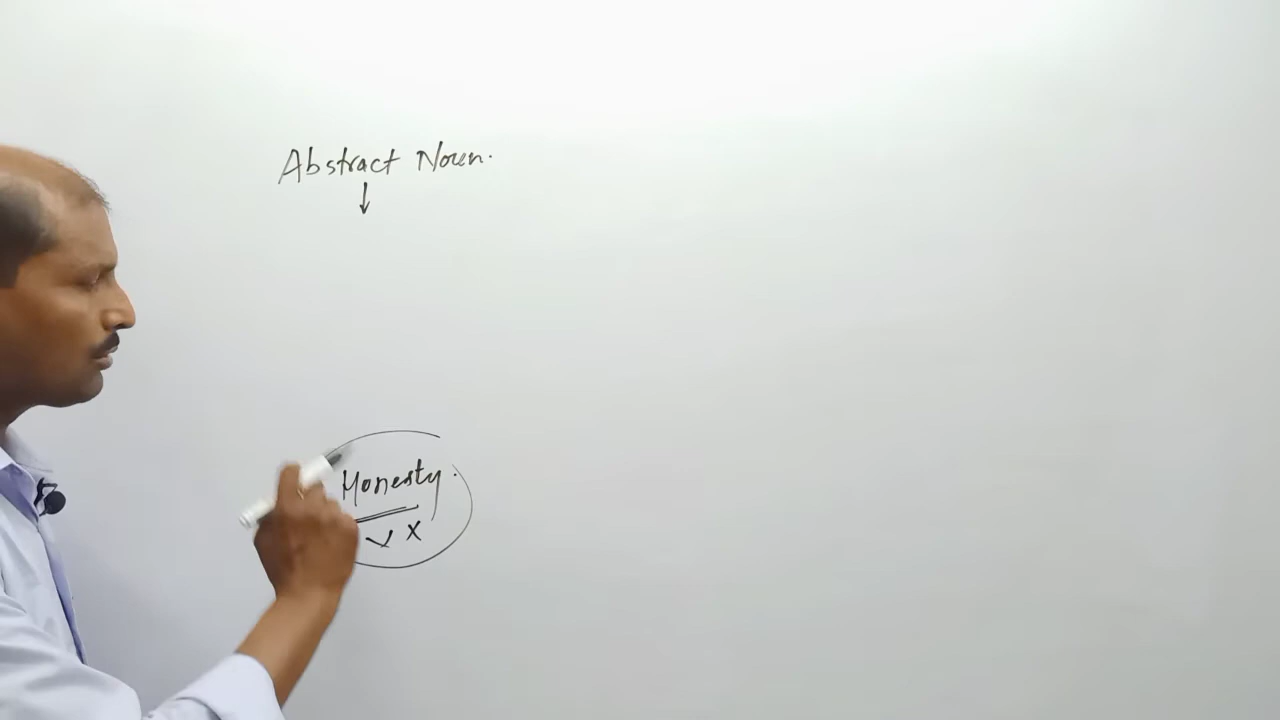 Abstract Noun.
↓
Honesty.
✓ X